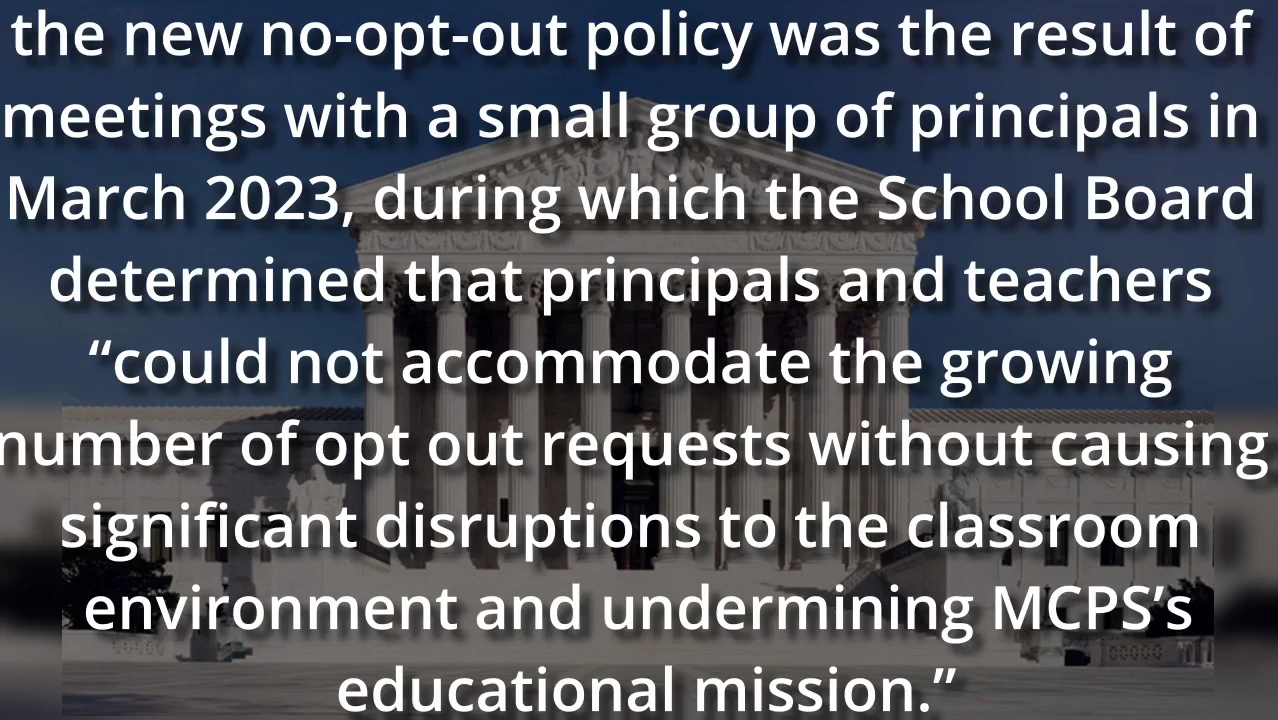 the new no-opt-out policy was the result of
meetings with a small group of principals in
March 2023, during which the School Board
determined that principals and teachers
“could not accommodate the growing
number of opt out requests without causing
significant disruptions to the classroom
environment and undermining MCPS’s
educational mission.”